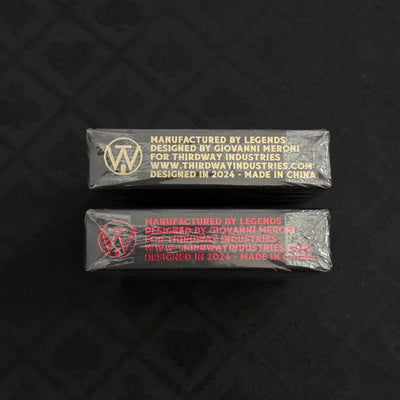 TW
MANUFACTURED BY LEGENDS
DESIGNED BY GIOVANNI MERONI
FOR THIRDWAY INDUSTRIES
WWW.THIRDWAYINDUSTRIES.COM
DESIGNED IN 2024 - MADE IN CHINA
TW
MANUFACTURED BY LEGENDS
DESIGNED BY GIOVANNI MERONI
FOR THIRDWAY INDUSTRIES
WWW.THIRDWAYINDUSTRIES.COM
DESIGNED IN 2024 - MADE IN CHINA